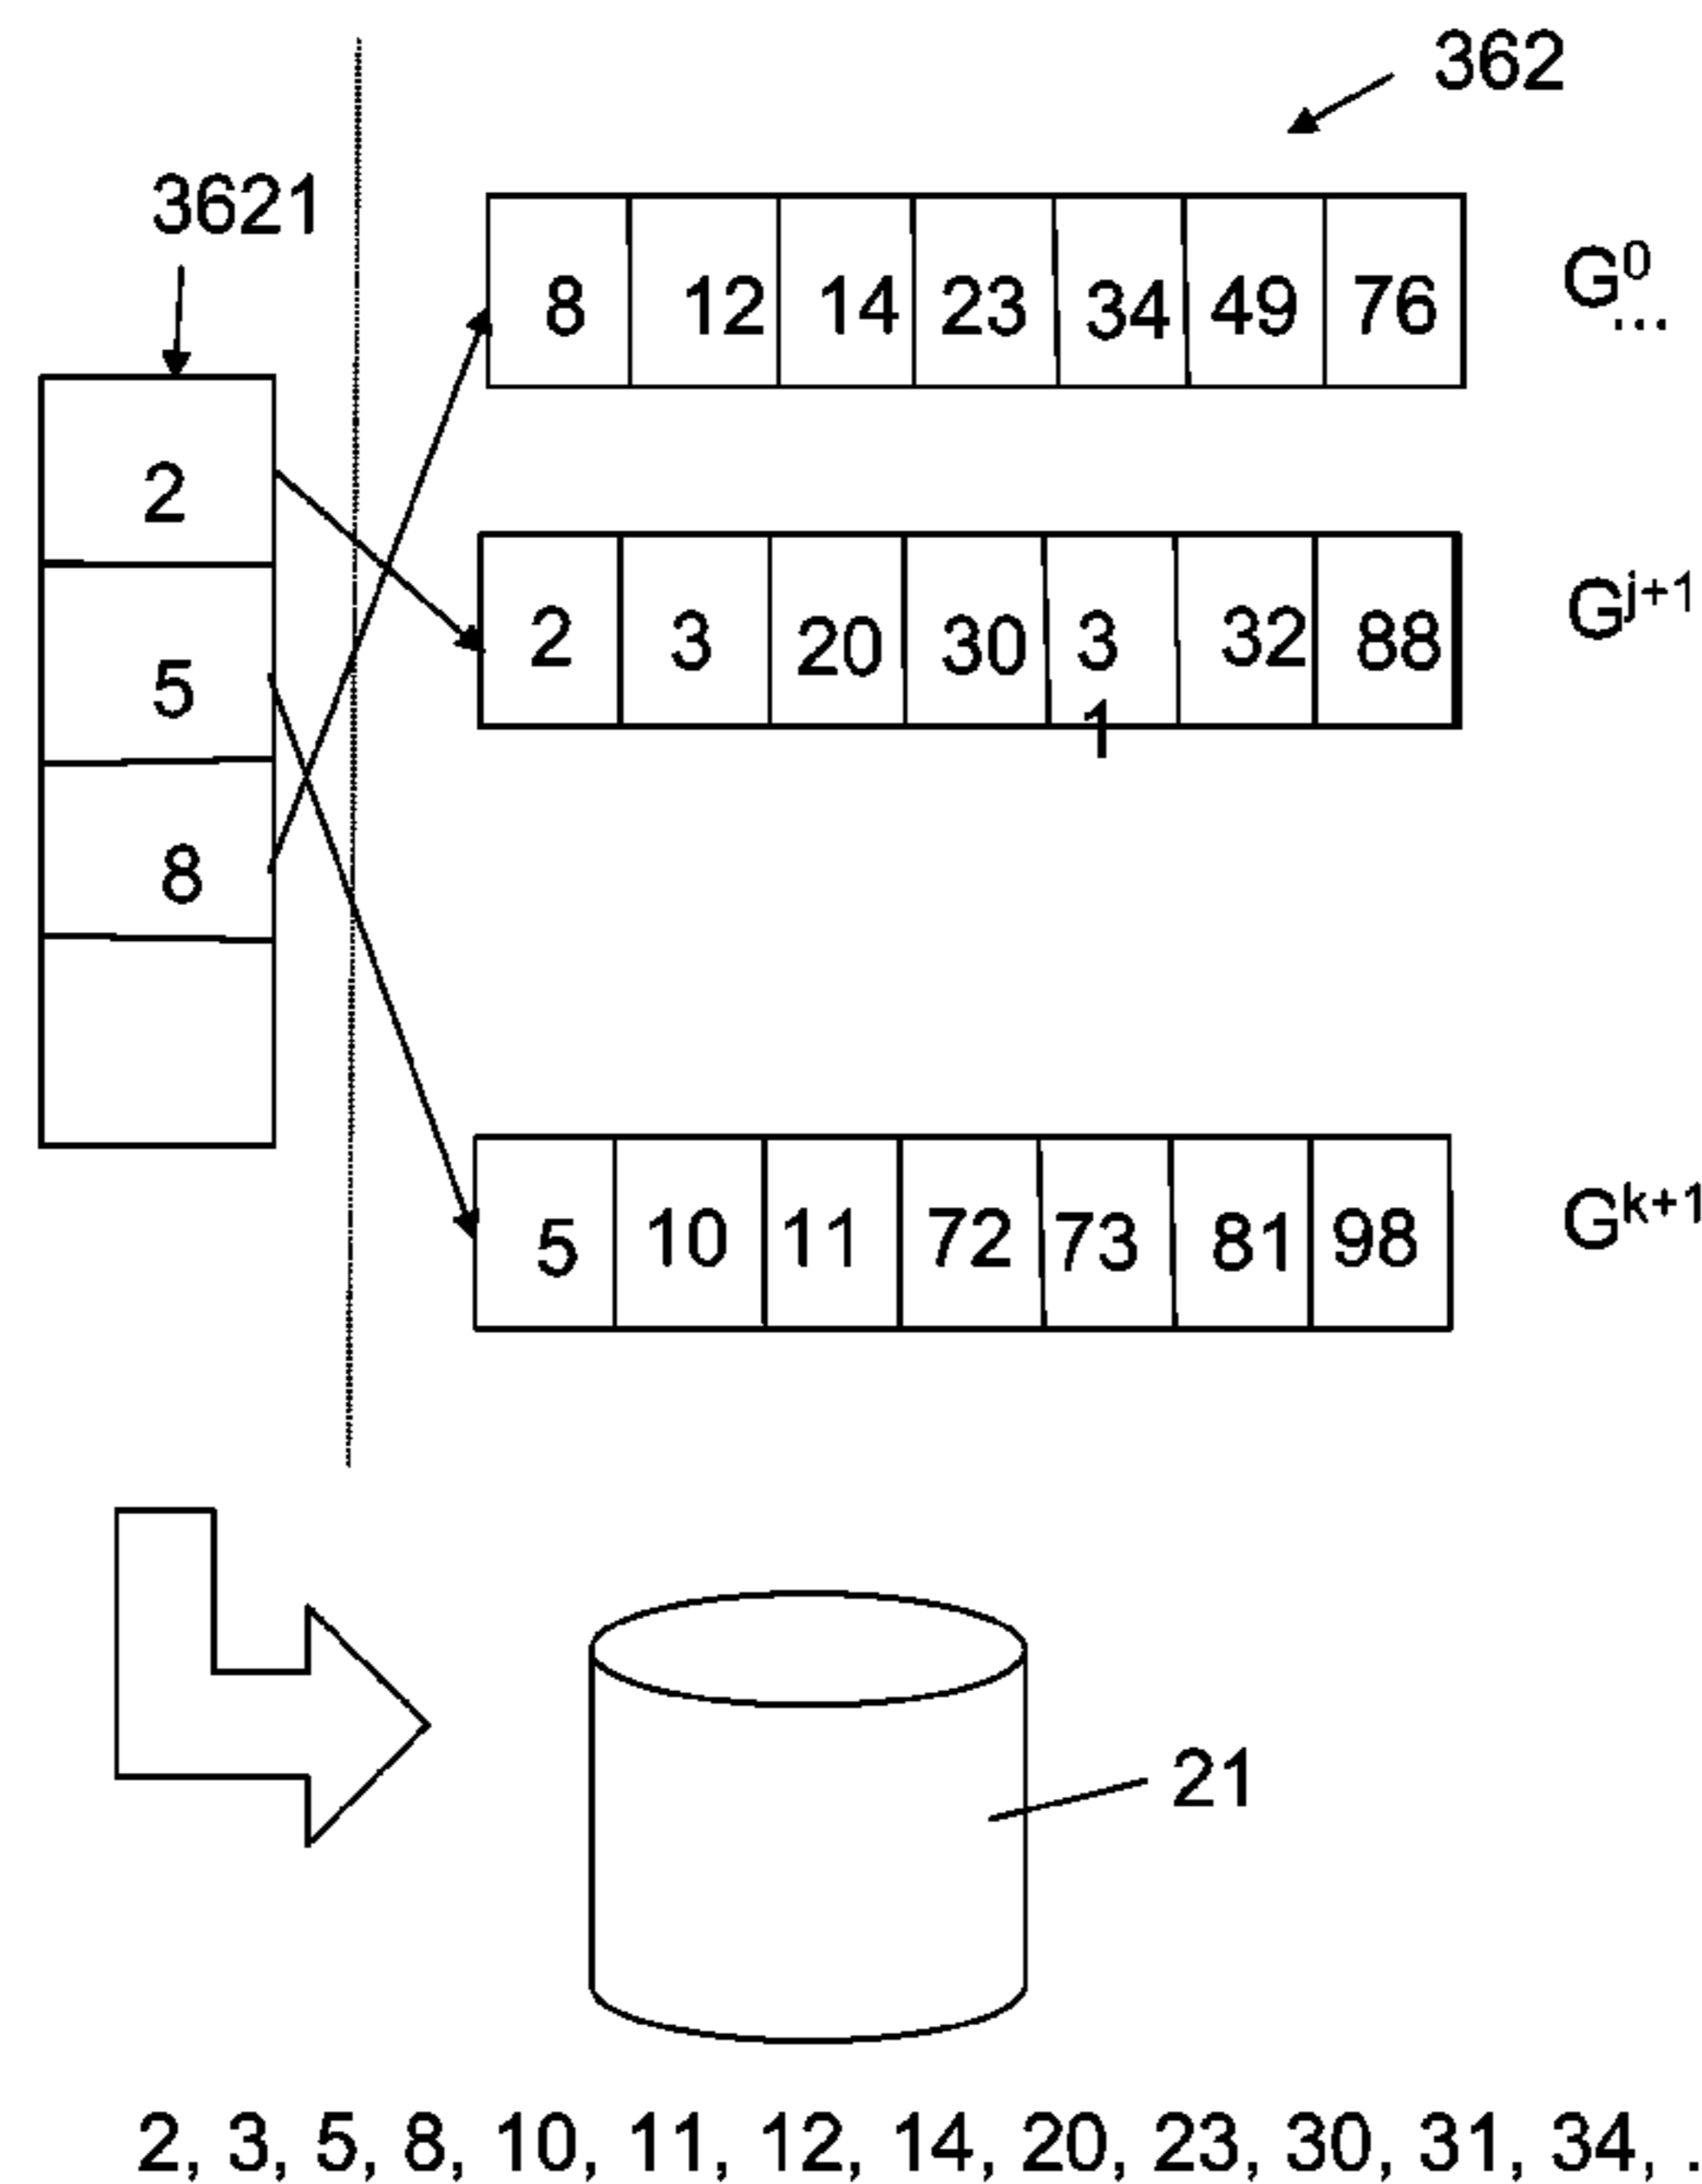 362
3621
8 12 14 23 34 49 76 G⁰
...
2
2 3 20 30 31 32 88 Gʲ⁺¹
5
8
5 10 11 72 73 81 98 Gᵏ⁺¹
21
2, 3, 5, 8, 10, 11, 12, 14, 20, 23, 30, 31, 34, .